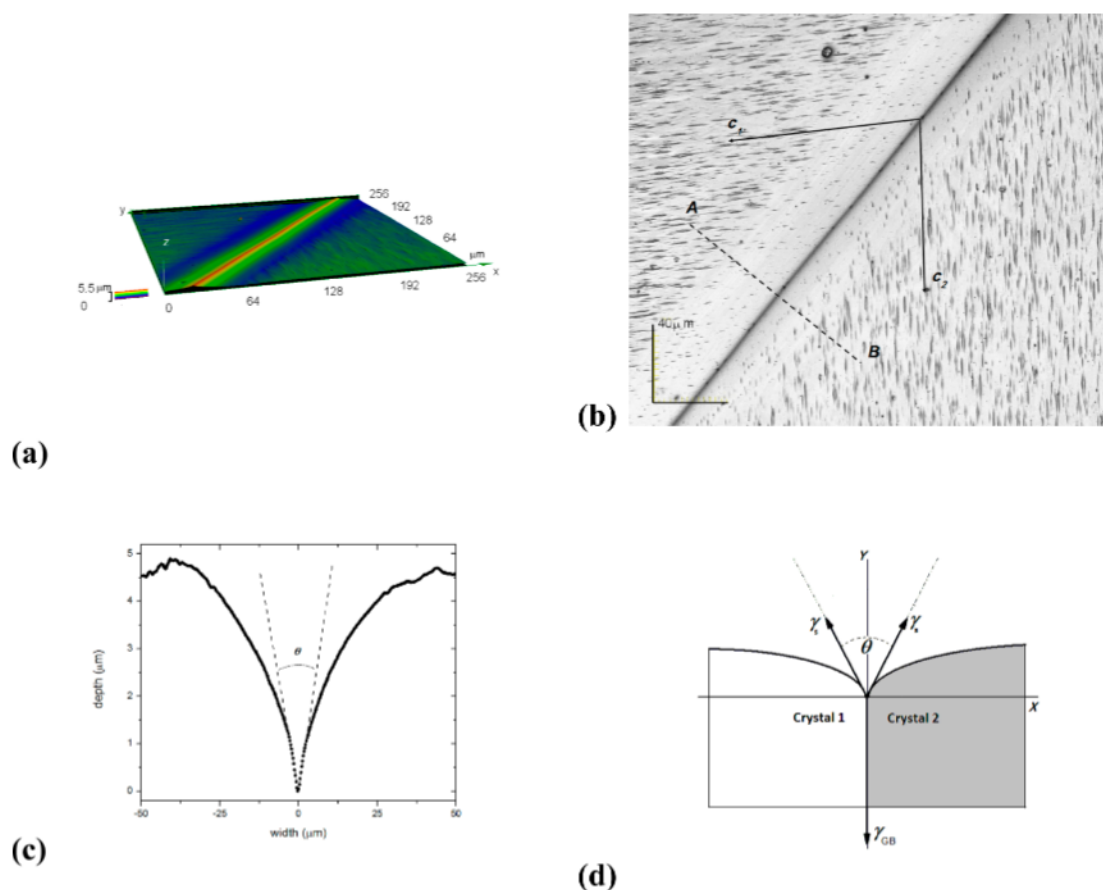 y
z
256
192
128
64
μm
x
5.5 μm
0
0
64
128
192
256
(a)
c1
A
c2
B
40μm
(b)
5
4
3
2
1
0
depth (μm)
θ
-50
-25
0
25
50
width (μm)
(c)
Y
γs
γs
θ
Crystal 1
Crystal 2
X
γGB
(d)